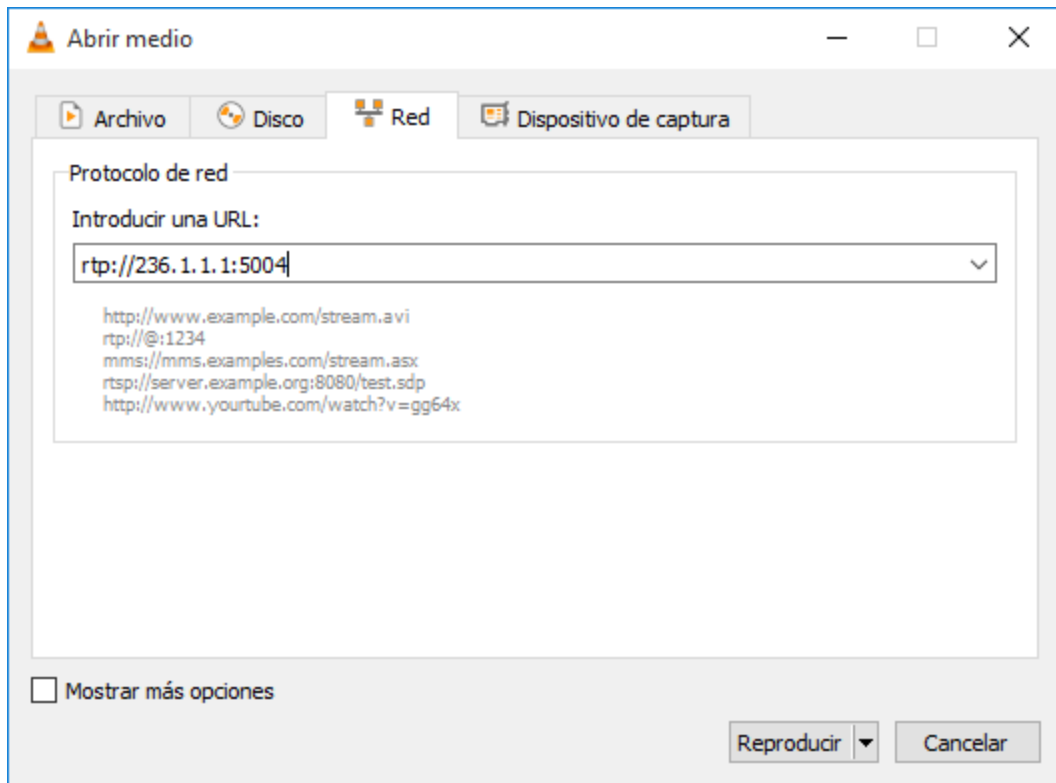 Abrir medio
Archivo Disco Red Dispositivo de captura
Protocolo de red
Introducir una URL:
rtp://236.1.1.1:5004
http://www.example.com/stream.avi
rtp://@:1234
mms://mms.examples.com/stream.asx
rtsp://server.example.org:8080/test.sdp
http://www.yourtube.com/watch?v=gg64x
Mostrar más opciones
Reproducir Cancelar